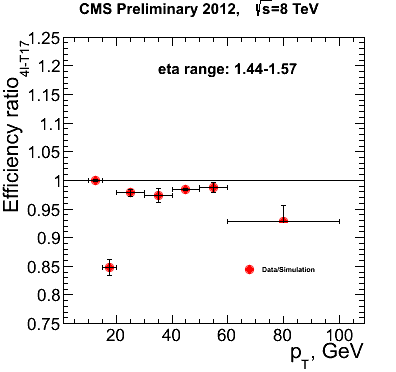 CMS Preliminary 2012, √s=8 TeV
eta range: 1.44-1.57
Efficiency ratio4l-T17
1.25
1.2
1.15
1.1
1.05
1
0.95
0.9
0.85
0.8
0.75
Data/Simulation
20 40 60 80 100
pT, GeV